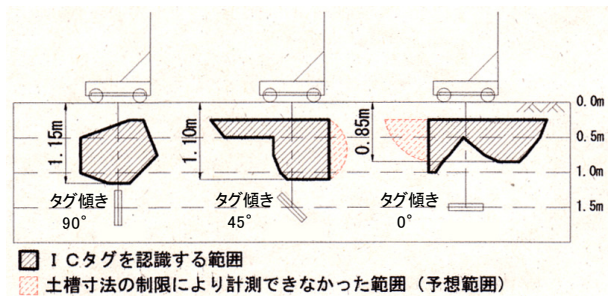 0.0m
0.5m
1.0m
1.5m
1.15m
1.10m
0.85m
タグ傾き
90°
タグ傾き
45°
タグ傾き
0°
ICタグを認識する範囲
土槽寸法の制限により計測できなかった範囲(予想範囲)